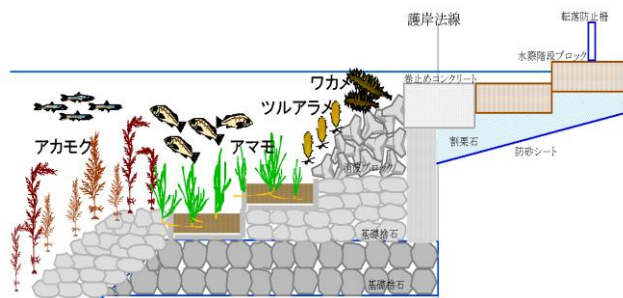 護岸法線
転落防止柵
水際階段ブロック
巻止めコンクリート
ワカメ
ツルアラメ
アカモク
アマモ
消波ブロック
割栗石
防砂シート
基礎捨石
基礎捨石